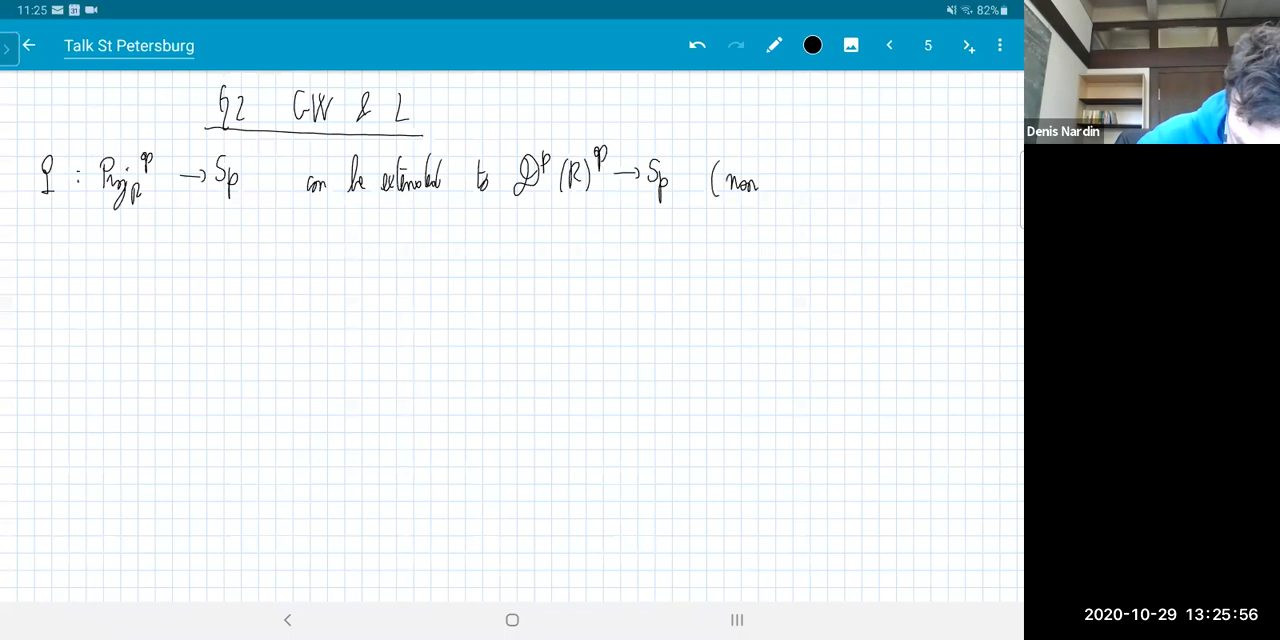 11:25 82%
Talk St Petersburg
5
§2 GW & L
Ϙ : Proj_R^op → Sp can be extended to 𝒟^p(R)^op → Sp (non
Denis Nardin
2020-10-29 13:25:56